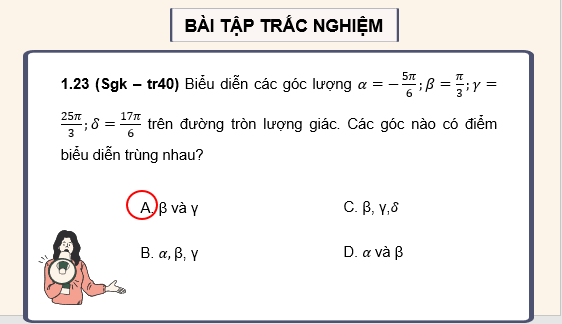 BÀI TẬP TRẮC NGHIỆM
1.23 (Sgk – tr40) Biểu diễn các góc lượng α = −5π/6; β = π/3; γ =
25π/3; δ = 17π/6 trên đường tròn lượng giác. Các góc nào có điểm
biểu diễn trùng nhau?
A. β và γ
C. β, γ,δ
B. α, β, γ
D. α và β